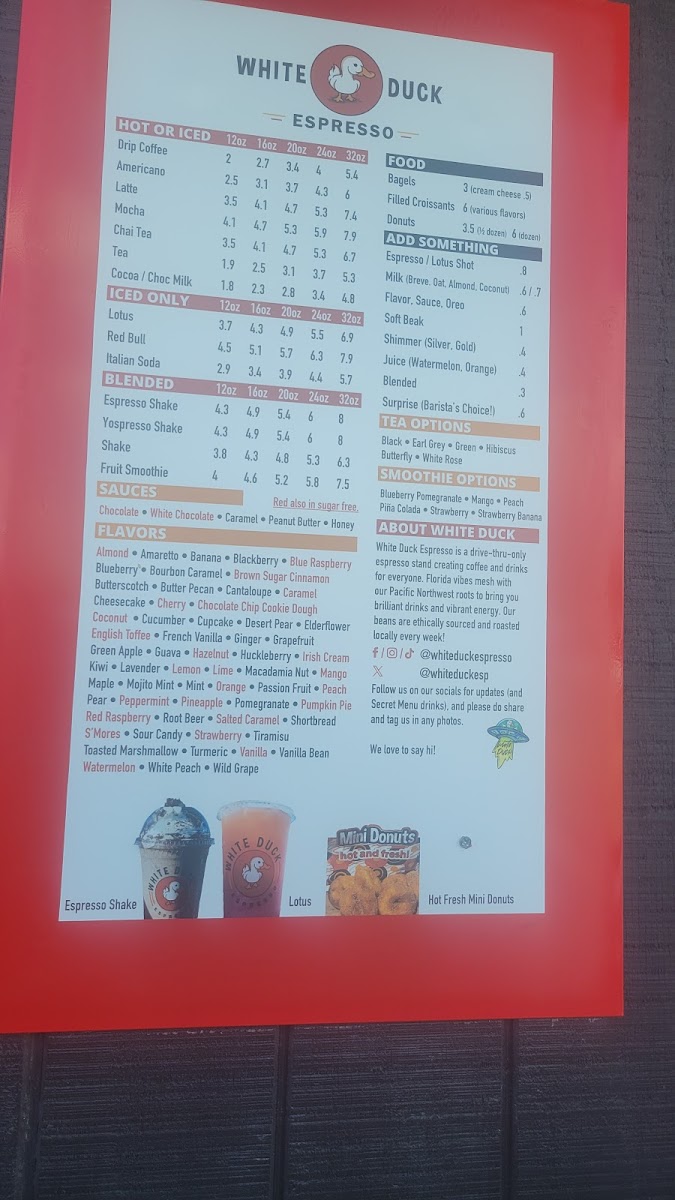 WHITE DUCK
ESPRESSO
HOT OR ICED 12oz 16oz 20oz 24oz 32oz
Drip Coffee 2 2.7 3.4 4 5.4
Americano 2.5 3.1 3.7 4.3 6
Latte 3.5 4.1 4.7 5.3 7.4
Mocha 4.1 4.7 5.3 5.9 7.9
Chai Tea 3.5 4.1 4.7 5.3 6.7
Tea 1.9 2.5 3.1 3.7 5.3
Cocoa / Choc Milk 1.8 2.3 2.8 3.4 4.8
ICED ONLY 12oz 16oz 20oz 24oz 32oz
Lotus 3.7 4.3 4.9 5.5 6.9
Red Bull 4.5 5.1 5.7 6.3 7.9
Italian Soda 2.9 3.4 3.9 4.4 5.7
BLENDED 12oz 16oz 20oz 24oz 32oz
Espresso Shake 4.3 4.9 5.4 6 8
Yospresso Shake 4.3 4.9 5.4 6 8
Shake 3.8 4.3 4.8 5.3 6.3
Fruit Smoothie 4 4.6 5.2 5.8 7.5
SAUCES
Red also in sugar free.
Chocolate • White Chocolate • Caramel • Peanut Butter • Honey
FLAVORS
Almond • Amaretto • Banana • Blackberry • Blue Raspberry
Blueberry • Bourbon Caramel • Brown Sugar Cinnamon
Butterscotch • Butter Pecan • Cantaloupe • Caramel
Cheesecake • Cherry • Chocolate Chip Cookie Dough
Coconut • Cucumber • Cupcake • Desert Pear • Elderflower
English Toffee • French Vanilla • Ginger • Grapefruit
Green Apple • Guava • Hazelnut • Huckleberry • Irish Cream
Kiwi • Lavender • Lemon • Lime • Macadamia Nut • Mango
Maple • Mojito Mint • Mint • Orange • Passion Fruit • Peach
Pear • Peppermint • Pineapple • Pomegranate • Pumpkin Pie
Red Raspberry • Root Beer • Salted Caramel • Shortbread
S'Mores • Sour Candy • Strawberry • Tiramisu
Toasted Marshmallow • Turmeric • Vanilla • Vanilla Bean
Watermelon • White Peach • Wild Grape
FOOD
Bagels 3 (cream cheese .5)
Filled Croissants 6 (various flavors)
Donuts 3.5 (½ dozen) 6 (dozen)
ADD SOMETHING
Espresso / Lotus Shot .8
Milk (Breve, Oat, Almond, Coconut) .6 / .7
Flavor, Sauce, Oreo .6
Soft Beak 1
Shimmer (Silver, Gold) .4
Juice (Watermelon, Orange) .4
Blended .3
Surprise (Barista's Choice!) .6
TEA OPTIONS
Black • Earl Grey • Green • Hibiscus
Butterfly • White Rose
SMOOTHIE OPTIONS
Blueberry Pomegranate • Mango • Peach
Piña Colada • Strawberry • Strawberry Banana
ABOUT WHITE DUCK
White Duck Espresso is a drive-thru-only
espresso stand creating coffee and drinks
for everyone. Florida vibes mesh with
our Pacific Northwest roots to bring you
brilliant drinks and vibrant energy. Our
beans are ethically sourced and roasted
locally every week!
@whiteduckespresso
@whiteduckesp
Follow us on our socials for updates (and
Secret Menu drinks), and please do share
and tag us in any photos.
We love to say hi!
WHITE DUCK
WHITE DUCK
Mini Donuts
hot and fresh!
Espresso Shake
Lotus
Hot Fresh Mini Donuts